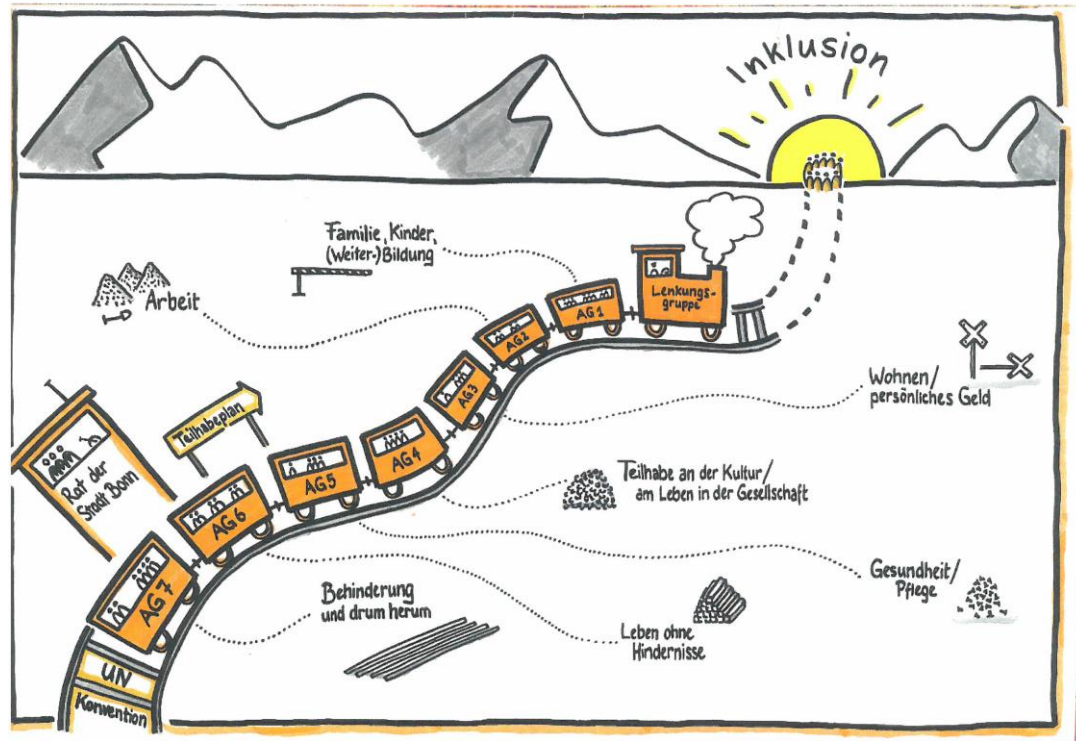 Inklusion
Familie, Kinder,
(Weiter-)Bildung
Arbeit
Lenkungs-
gruppe
AG1
AG2
AG3
Wohnen/
persönliches Geld
Teilhabeplan
Rat der
Stadt Bonn
AG4
AG5
AG6
AG7
Teilhabe an der Kultur/
am Leben in der Gesellschaft
Gesundheit/
Pflege
Behinderung
und drum herum
Leben ohne
Hindernisse
UN
Konvention